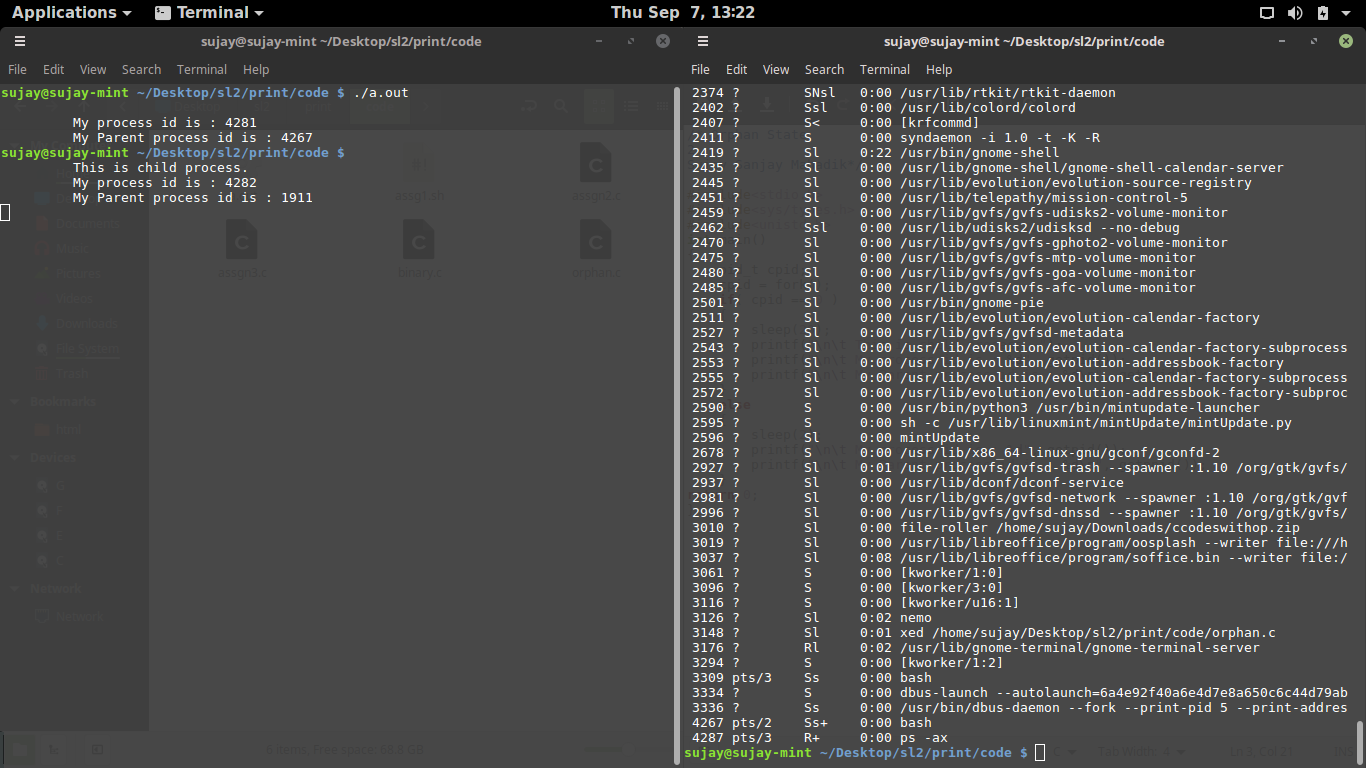 Applications Terminal Thu Sep 7, 13:22
sujay@sujay-mint ~/Desktop/sl2/print/code
File Edit View Search Terminal Help
sujay@sujay-mint ~/Desktop/sl2/print/code $ ./a.out
My process id is : 4281
My Parent process id is : 4267
sujay@sujay-mint ~/Desktop/sl2/print/code $
This is child process.
My process id is : 4282
My Parent process id is : 1911
assgn1.sh
assgn2.c
assgn3.c
binary.c
orphan.c
Documents
Music
Pictures
Videos
Downloads
File System
Trash
Bookmarks
html
Devices
Network
Network
6 items, Free space: 68.8 GB
sujay@sujay-mint ~/Desktop/sl2/print/code
File Edit View Search Terminal Help
2374 ? SNsl 0:00 /usr/lib/rtkit/rtkit-daemon
2402 ? Ssl 0:00 /usr/lib/colord/colord
2407 ? S< 0:00 [krfcommd]
2411 ? S 0:00 syndaemon -i 1.0 -t -K -R
2419 ? Sl 0:22 /usr/bin/gnome-shell
2435 ? Sl 0:00 /usr/lib/gnome-shell/gnome-shell-calendar-server
2445 ? Sl 0:00 /usr/lib/evolution/evolution-source-registry
2451 ? Sl 0:00 /usr/lib/telepathy/mission-control-5
2459 ? Sl 0:00 /usr/lib/gvfs/gvfs-udisks2-volume-monitor
2462 ? Ssl 0:00 /usr/lib/udisks2/udisksd --no-debug
2470 ? Sl 0:00 /usr/lib/gvfs/gvfs-gphoto2-volume-monitor
2475 ? Sl 0:00 /usr/lib/gvfs/gvfs-mtp-volume-monitor
2480 ? Sl 0:00 /usr/lib/gvfs/gvfs-goa-volume-monitor
2485 ? Sl 0:00 /usr/lib/gvfs/gvfs-afc-volume-monitor
2501 ? Sl 0:00 /usr/bin/gnome-pie
2511 ? Sl 0:00 /usr/lib/evolution/evolution-calendar-factory
2527 ? Sl 0:00 /usr/lib/gvfs/gvfsd-metadata
2543 ? Sl 0:00 /usr/lib/evolution/evolution-calendar-factory-subprocess
2553 ? Sl 0:00 /usr/lib/evolution/evolution-addressbook-factory
2555 ? Sl 0:00 /usr/lib/evolution/evolution-calendar-factory-subprocess
2572 ? Sl 0:00 /usr/lib/evolution/evolution-addressbook-factory-subproc
2590 ? S 0:00 /usr/bin/python3 /usr/bin/mintupdate-launcher
2595 ? S 0:00 sh -c /usr/lib/linuxmint/mintUpdate/mintUpdate.py
2596 ? Sl 0:00 mintUpdate
2678 ? S 0:00 /usr/lib/x86_64-linux-gnu/gconf/gconfd-2
2927 ? Sl 0:01 /usr/lib/gvfs/gvfsd-trash --spawner :1.10 /org/gtk/gvfs/
2937 ? Sl 0:00 /usr/lib/dconf/dconf-service
2981 ? Sl 0:00 /usr/lib/gvfs/gvfsd-network --spawner :1.10 /org/gtk/gvf
2996 ? Sl 0:00 /usr/lib/gvfs/gvfsd-dnssd --spawner :1.10 /org/gtk/gvfs/
3010 ? Sl 0:00 file-roller /home/sujay/Downloads/ccodeswithop.zip
3019 ? Sl 0:00 /usr/lib/libreoffice/program/oosplash --writer file:///h
3037 ? Sl 0:08 /usr/lib/libreoffice/program/soffice.bin --writer file:/
3061 ? S 0:00 [kworker/1:0]
3096 ? S 0:00 [kworker/3:0]
3116 ? S 0:00 [kworker/u16:1]
3126 ? Sl 0:02 nemo
3148 ? Sl 0:01 xed /home/sujay/Desktop/sl2/print/code/orphan.c
3176 ? Rl 0:02 /usr/lib/gnome-terminal/gnome-terminal-server
3294 ? S 0:00 [kworker/1:2]
3309 pts/3 Ss 0:00 bash
3334 ? S 0:00 dbus-launch --autolaunch=6a4e92f40a6e4d7e8a650c6c44d79ab
3336 ? Ss 0:00 /usr/bin/dbus-daemon --fork --print-pid 5 --print-addres
4267 pts/2 Ss+ 0:00 bash
4287 pts/3 R+ 0:00 ps -ax
sujay@sujay-mint ~/Desktop/sl2/print/code $